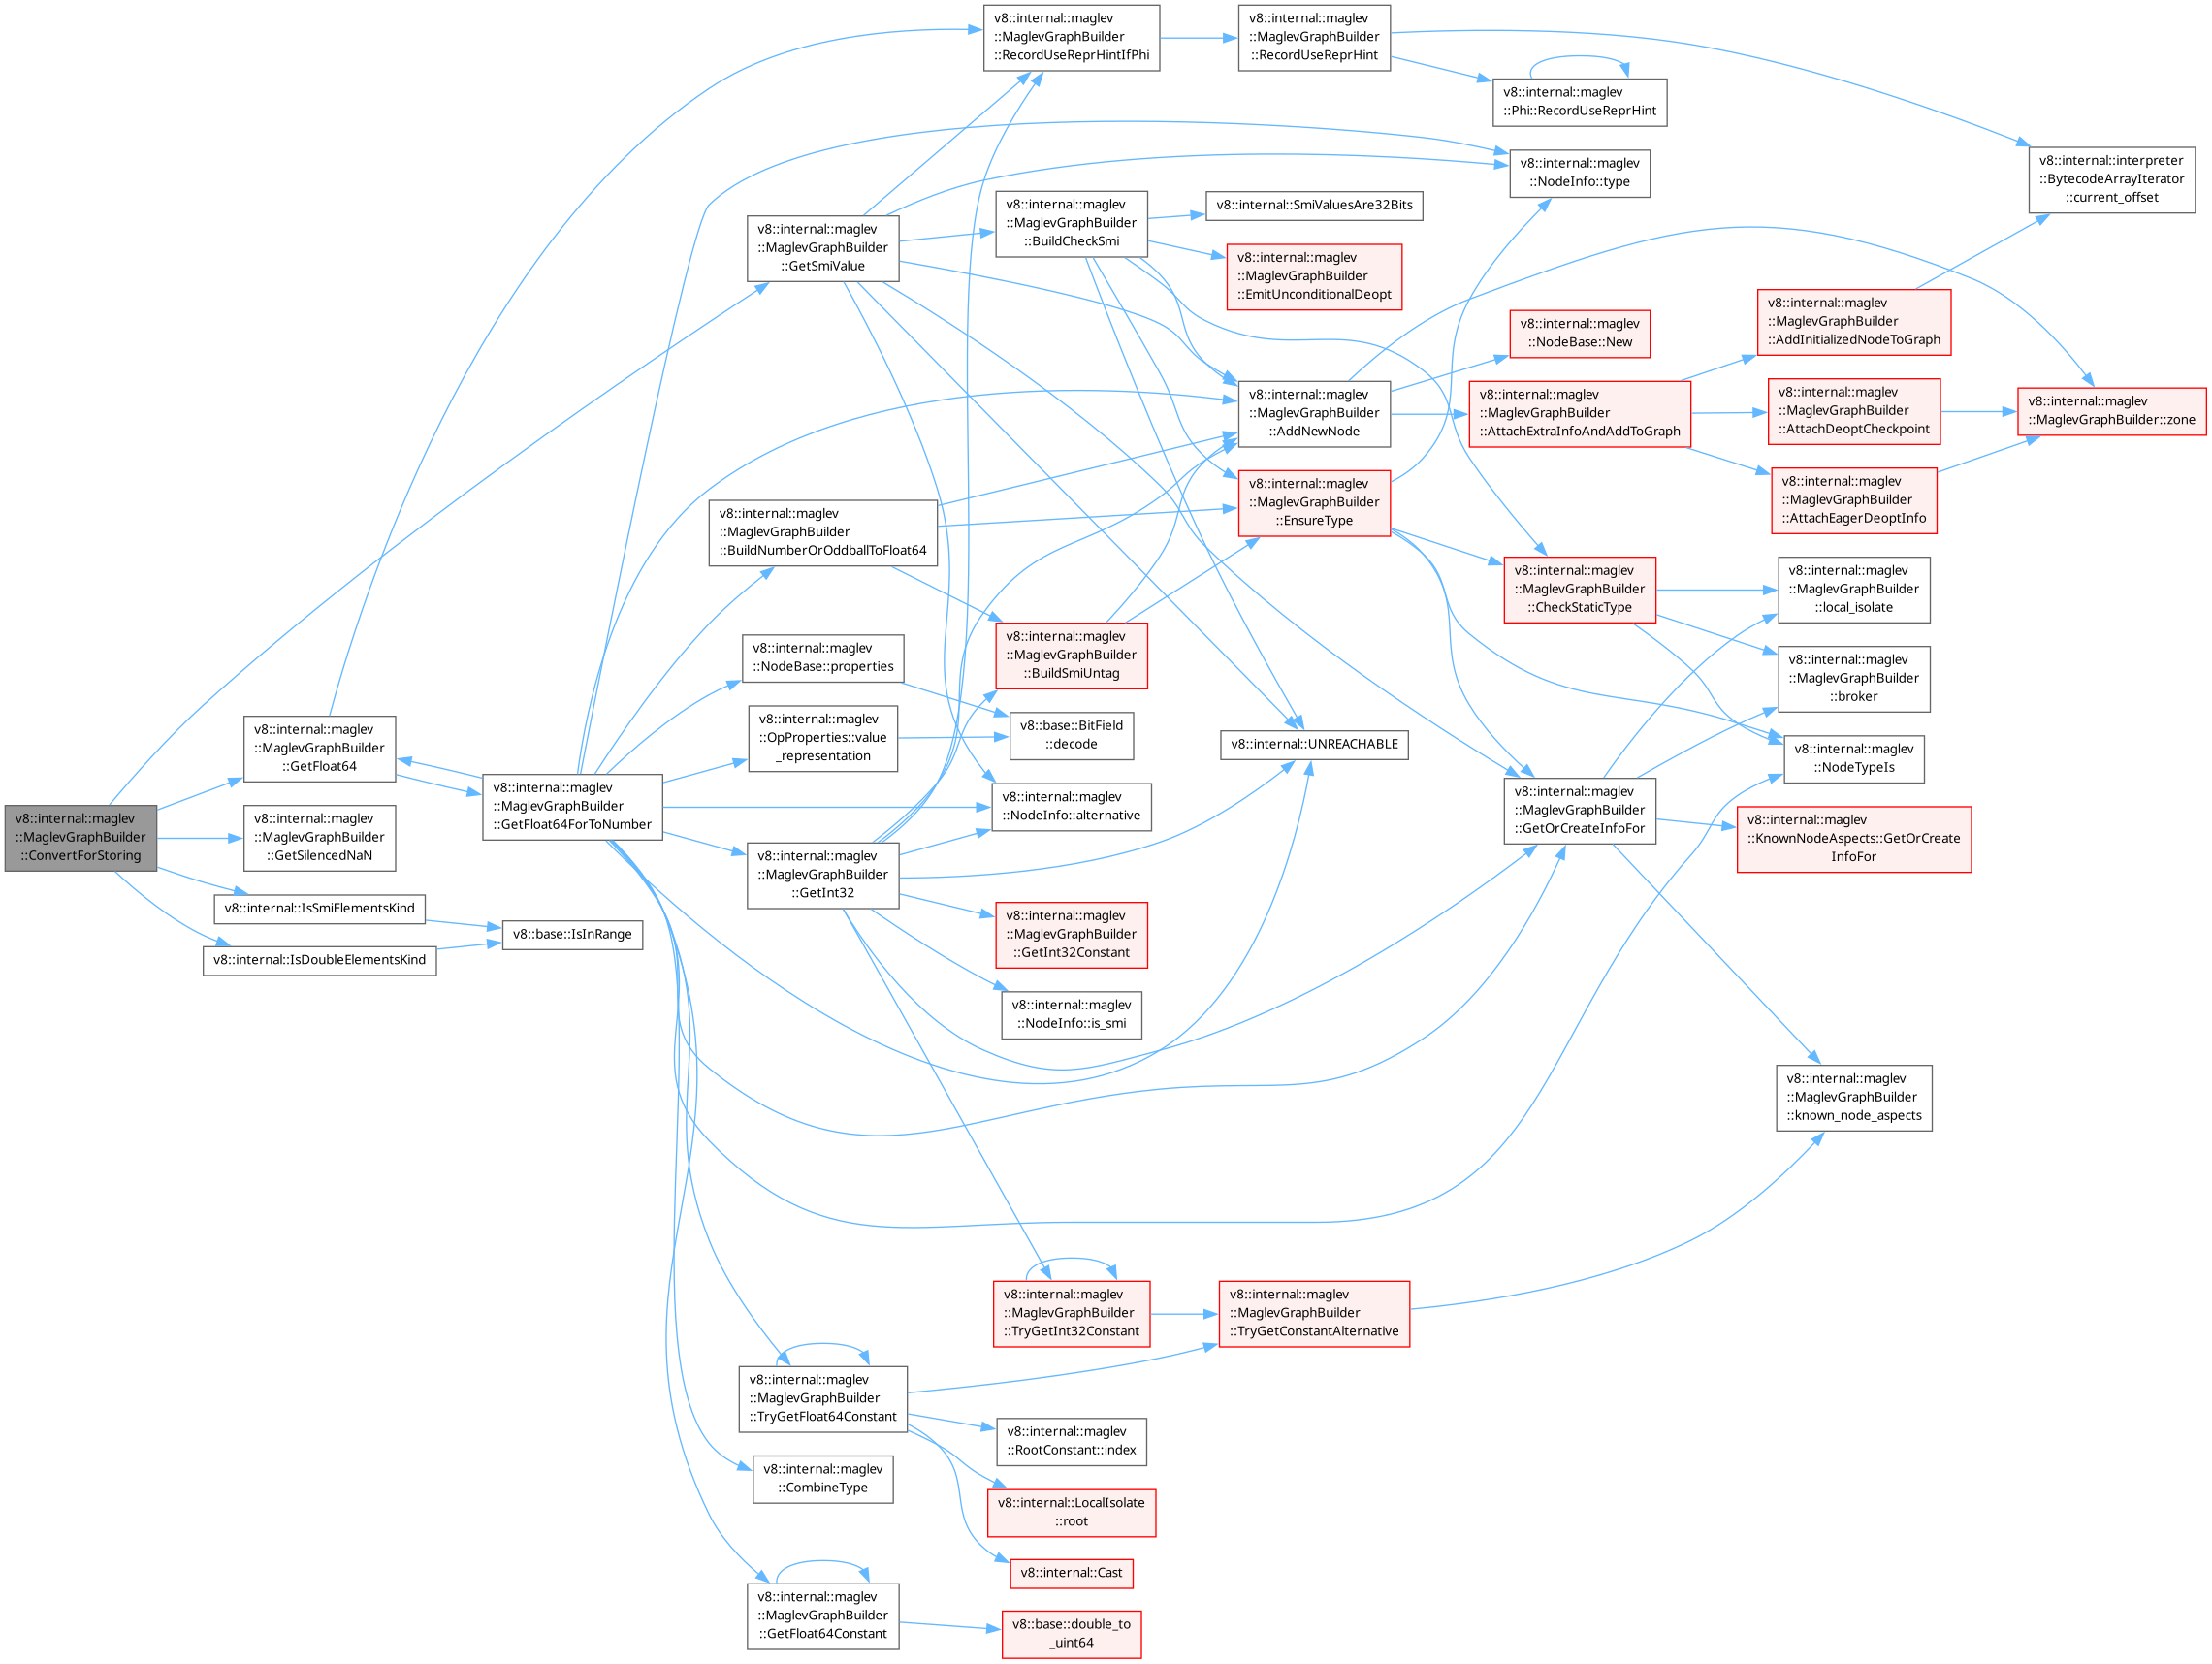 v8::internal::maglev
::MaglevGraphBuilder
::ConvertForStoring
v8::internal::maglev
::MaglevGraphBuilder
::GetFloat64
v8::internal::maglev
::MaglevGraphBuilder
::GetSilencedNaN
v8::internal::IsSmiElementsKind
v8::internal::IsDoubleElementsKind
v8::base::IsInRange
v8::internal::maglev
::MaglevGraphBuilder
::GetFloat64ForToNumber
v8::internal::maglev
::MaglevGraphBuilder
::GetSmiValue
v8::internal::maglev
::MaglevGraphBuilder
::BuildNumberOrOddballToFloat64
v8::internal::maglev
::NodeBase::properties
v8::internal::maglev
::OpProperties::value
_representation
v8::internal::maglev
::MaglevGraphBuilder
::GetInt32
v8::internal::maglev
::MaglevGraphBuilder
::TryGetFloat64Constant
v8::internal::maglev
::CombineType
v8::internal::maglev
::MaglevGraphBuilder
::GetFloat64Constant
v8::internal::maglev
::MaglevGraphBuilder
::RecordUseReprHintIfPhi
v8::internal::maglev
::MaglevGraphBuilder
::BuildCheckSmi
v8::internal::maglev
::MaglevGraphBuilder
::BuildSmiUntag
v8::base::BitField
::decode
v8::internal::maglev
::NodeInfo::alternative
v8::internal::maglev
::MaglevGraphBuilder
::GetInt32Constant
v8::internal::maglev
::NodeInfo::is_smi
v8::internal::maglev
::MaglevGraphBuilder
::TryGetInt32Constant
v8::internal::maglev
::RootConstant::index
v8::internal::LocalIsolate
::root
v8::internal::Cast
v8::base::double_to
_uint64
v8::internal::maglev
::MaglevGraphBuilder
::RecordUseReprHint
v8::internal::SmiValuesAre32Bits
v8::internal::maglev
::MaglevGraphBuilder
::EmitUnconditionalDeopt
v8::internal::maglev
::MaglevGraphBuilder
::AddNewNode
v8::internal::maglev
::MaglevGraphBuilder
::EnsureType
v8::internal::UNREACHABLE
v8::internal::maglev
::MaglevGraphBuilder
::TryGetConstantAlternative
v8::internal::maglev
::Phi::RecordUseReprHint
v8::internal::maglev
::NodeInfo::type
v8::internal::maglev
::NodeBase::New
v8::internal::maglev
::MaglevGraphBuilder
::AttachExtraInfoAndAddToGraph
v8::internal::maglev
::MaglevGraphBuilder
::CheckStaticType
v8::internal::maglev
::MaglevGraphBuilder
::GetOrCreateInfoFor
v8::internal::maglev
::MaglevGraphBuilder
::AddInitializedNodeToGraph
v8::internal::maglev
::MaglevGraphBuilder
::AttachDeoptCheckpoint
v8::internal::maglev
::MaglevGraphBuilder
::AttachEagerDeoptInfo
v8::internal::maglev
::MaglevGraphBuilder
::local_isolate
v8::internal::maglev
::MaglevGraphBuilder
::broker
v8::internal::maglev
::NodeTypeIs
v8::internal::maglev
::KnownNodeAspects::GetOrCreate
InfoFor
v8::internal::maglev
::MaglevGraphBuilder
::known_node_aspects
v8::internal::interpreter
::BytecodeArrayIterator
::current_offset
v8::internal::maglev
::MaglevGraphBuilder::zone